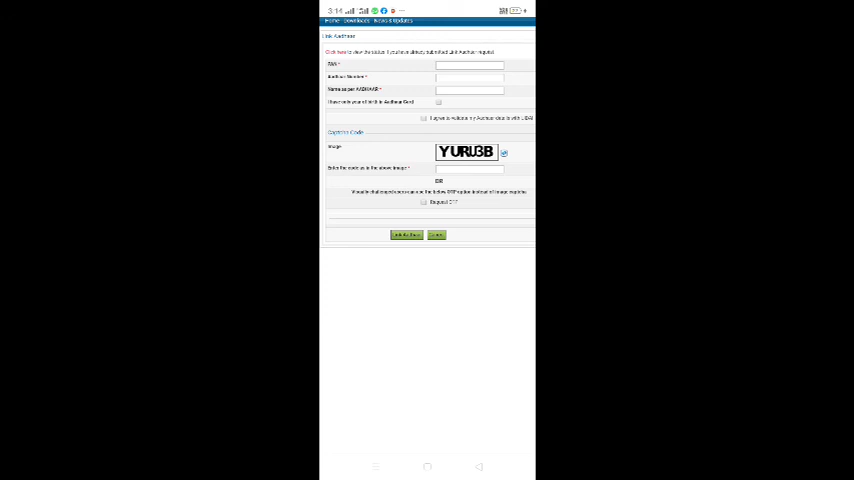 3:14
Home Downloads News & Updates
Link Aadhaar
Click here to view the status if you have already submitted Link Aadhaar request
PAN *
Aadhaar Number *
Name as per AADHAAR *
I have only year of birth in Aadhaar Card
I agree to validate my Aadhaar details with UIDAI
Captcha Code
Image
YURU3B
Enter the code as in the above image *
OR
Visually challenged users can use the below OTP option instead of image captcha
Request OTP
Link Aadhaar